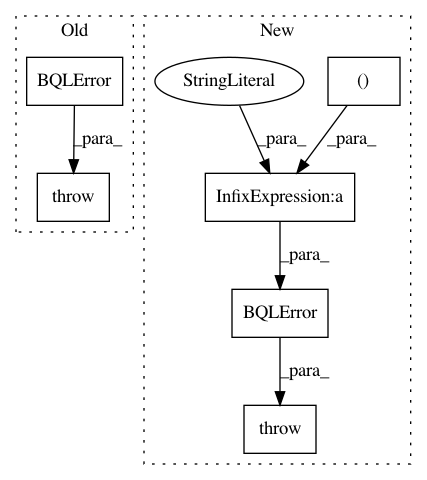 Old
New
BQLError
StringLiteral
()
_para_
_para_
_para_
throw
InfixExpression:a
_para_
BQLError
_para_
throw